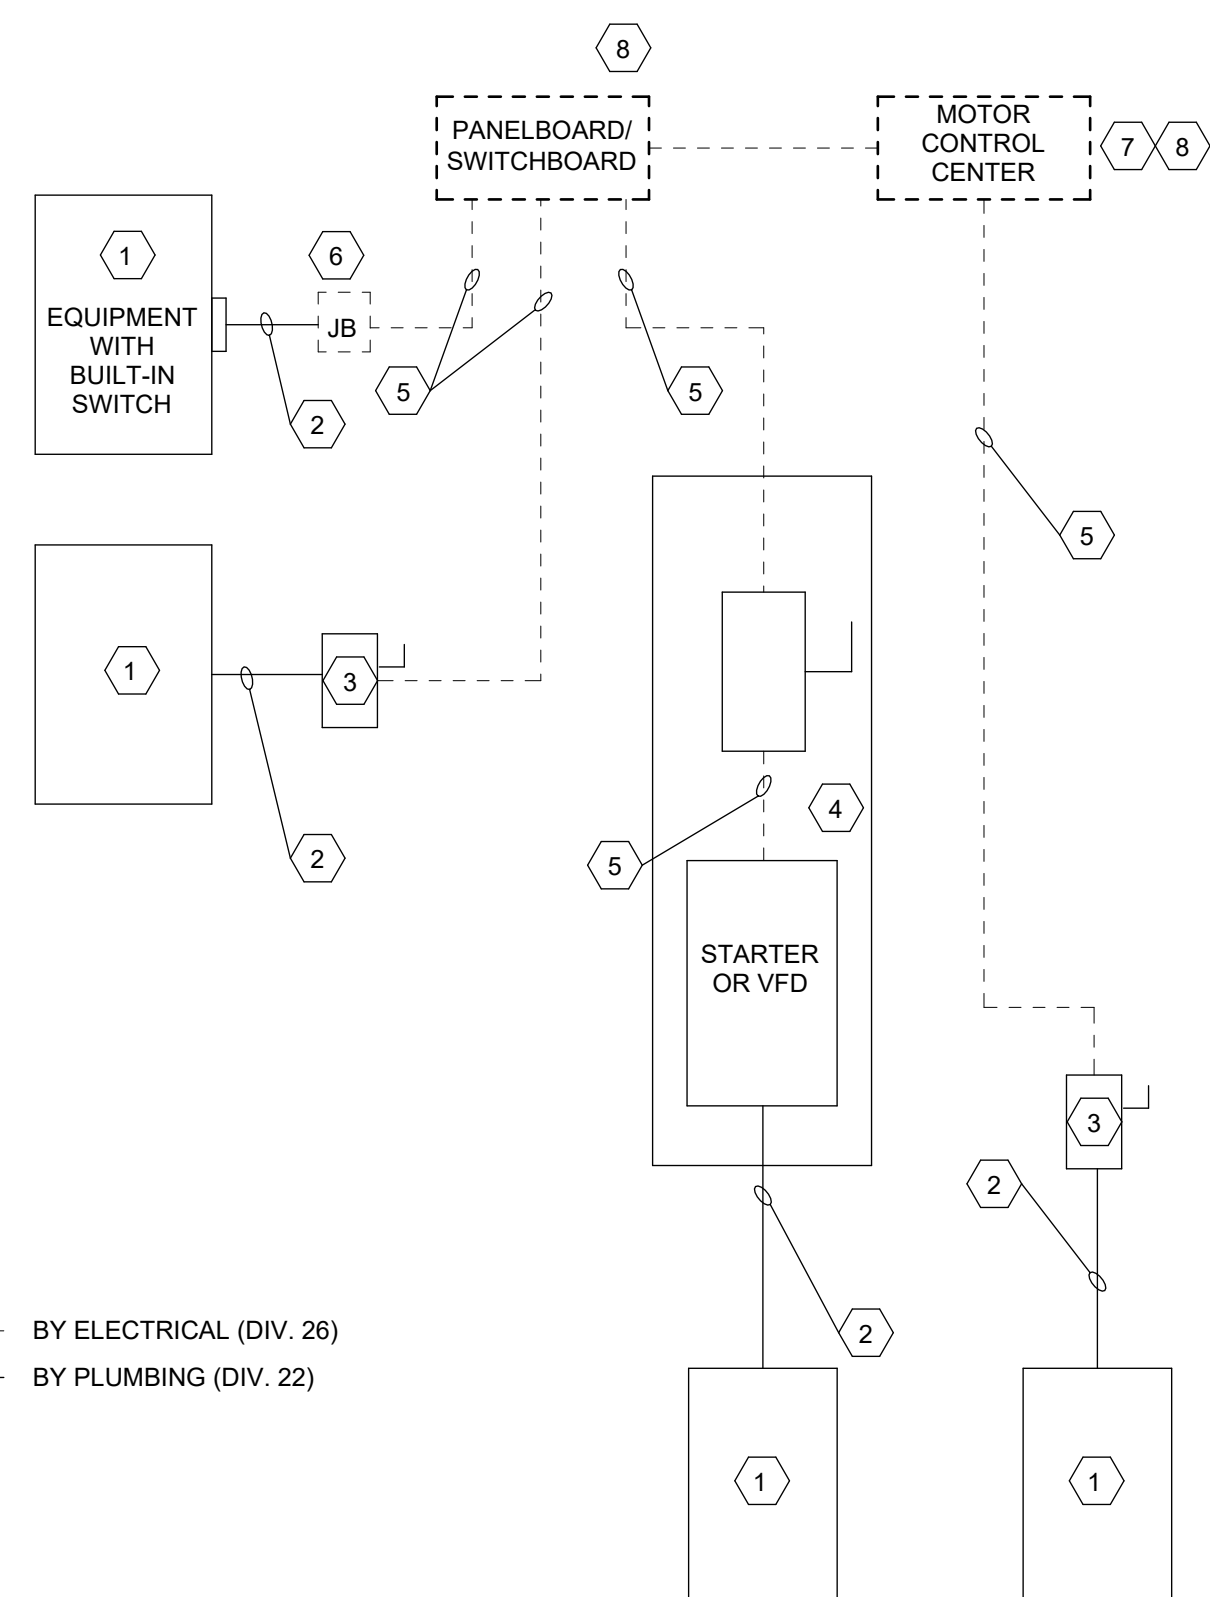 8
PANELBOARD/
SWITCHBOARD
MOTOR
CONTROL
CENTER
7
8
1
EQUIPMENT
WITH
BUILT-IN
SWITCH
6
JB
2
5
5
5
1
3
2
4
5
STARTER
OR VFD
3
2
2
BY ELECTRICAL (DIV. 26)
BY PLUMBING (DIV. 22)
1
1